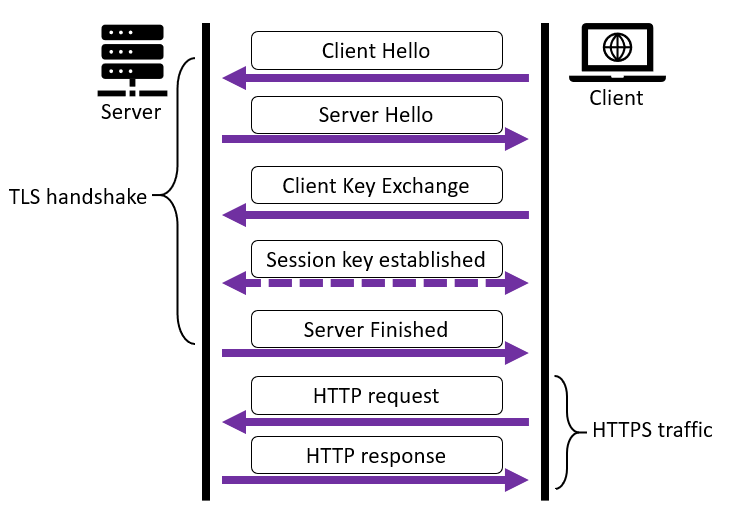 Server
Client
Client Hello
Server Hello
TLS handshake
Client Key Exchange
Session key established
Server Finished
HTTP request
HTTPS traffic
HTTP response